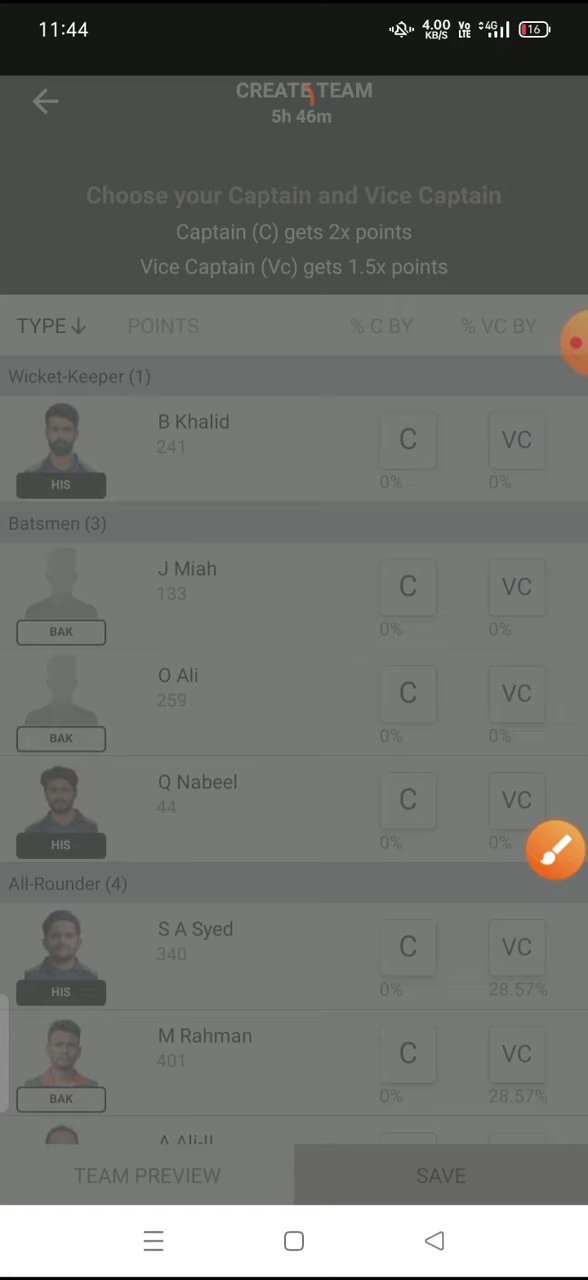 11:44
4.00 KB/S Vo LTE 4G 16
CREATE TEAM
5h 46m
Choose your Captain and Vice Captain
Captain (C) gets 2x points
Vice Captain (Vc) gets 1.5x points
TYPE POINTS % C BY % VC BY
Wicket-Keeper (1)
B Khalid
241
C VC
HIS
0% 0%
Batsmen (3)
J Miah
133
C VC
BAK
0% 0%
O Ali
259
C VC
BAK
0% 0%
Q Nabeel
44
C VC
HIS
0% 0%
All-Rounder (4)
S A Syed
340
C VC
HIS
0% 28.57%
M Rahman
401
C VC
BAK
0% 28.57%
A Ali-II
TEAM PREVIEW SAVE